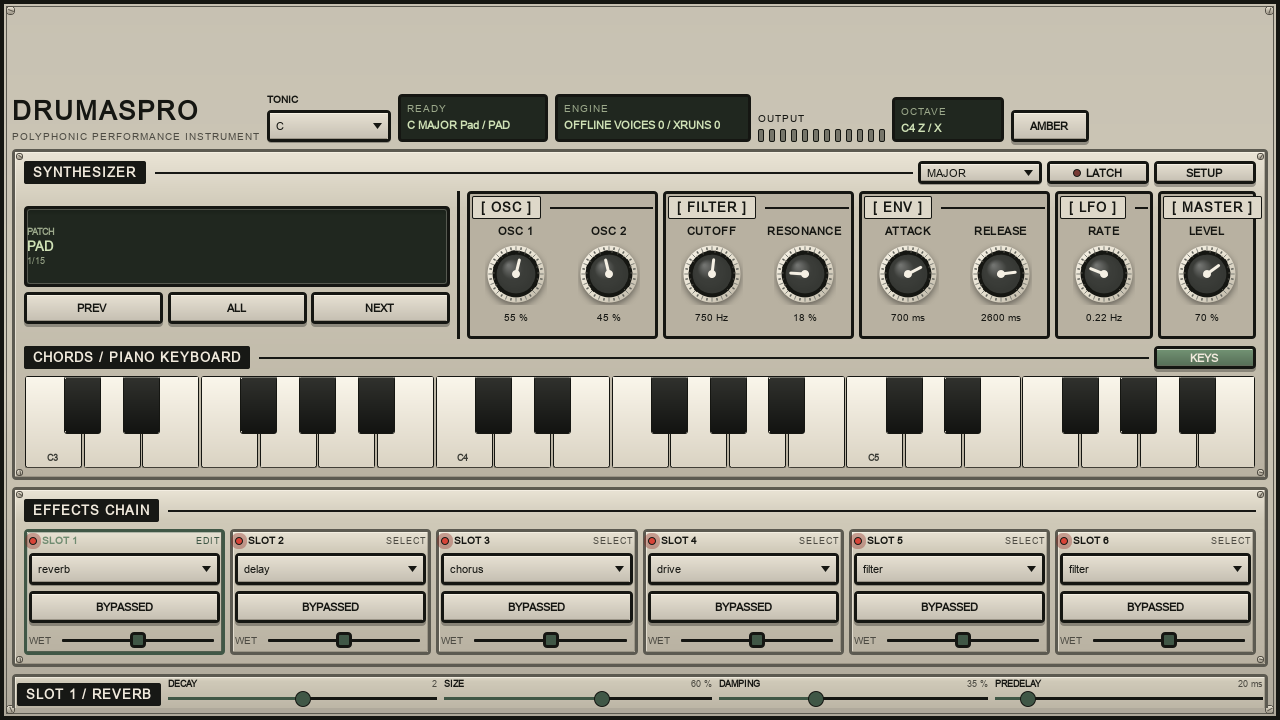 DRUMASPRO
POLYPHONIC PERFORMANCE INSTRUMENT
TONIC
C
READY
C MAJOR Pad / PAD
ENGINE
OFFLINE VOICES 0 / XRUNS 0
OUTPUT
OCTAVE
C4 Z / X
AMBER
SYNTHESIZER
MAJOR
LATCH
SETUP
PATCH
PAD
1/15
PREV
ALL
NEXT
[ OSC ]
OSC 1
OSC 2
55 %
45 %
[ FILTER ]
CUTOFF
RESONANCE
750 Hz
18 %
[ ENV ]
ATTACK
RELEASE
700 ms
2600 ms
[ LFO ]
RATE
0.22 Hz
[ MASTER ]
LEVEL
70 %
CHORDS / PIANO KEYBOARD
KEYS
C3
C4
C5
EFFECTS CHAIN
SLOT 1
EDIT
reverb
BYPASSED
WET
SLOT 2
SELECT
delay
BYPASSED
WET
SLOT 3
SELECT
chorus
BYPASSED
WET
SLOT 4
SELECT
drive
BYPASSED
WET
SLOT 5
SELECT
filter
BYPASSED
WET
SLOT 6
SELECT
filter
BYPASSED
WET
SLOT 1 / REVERB
DECAY
2
SIZE
60 %
DAMPING
35 %
PREDELAY
20 ms